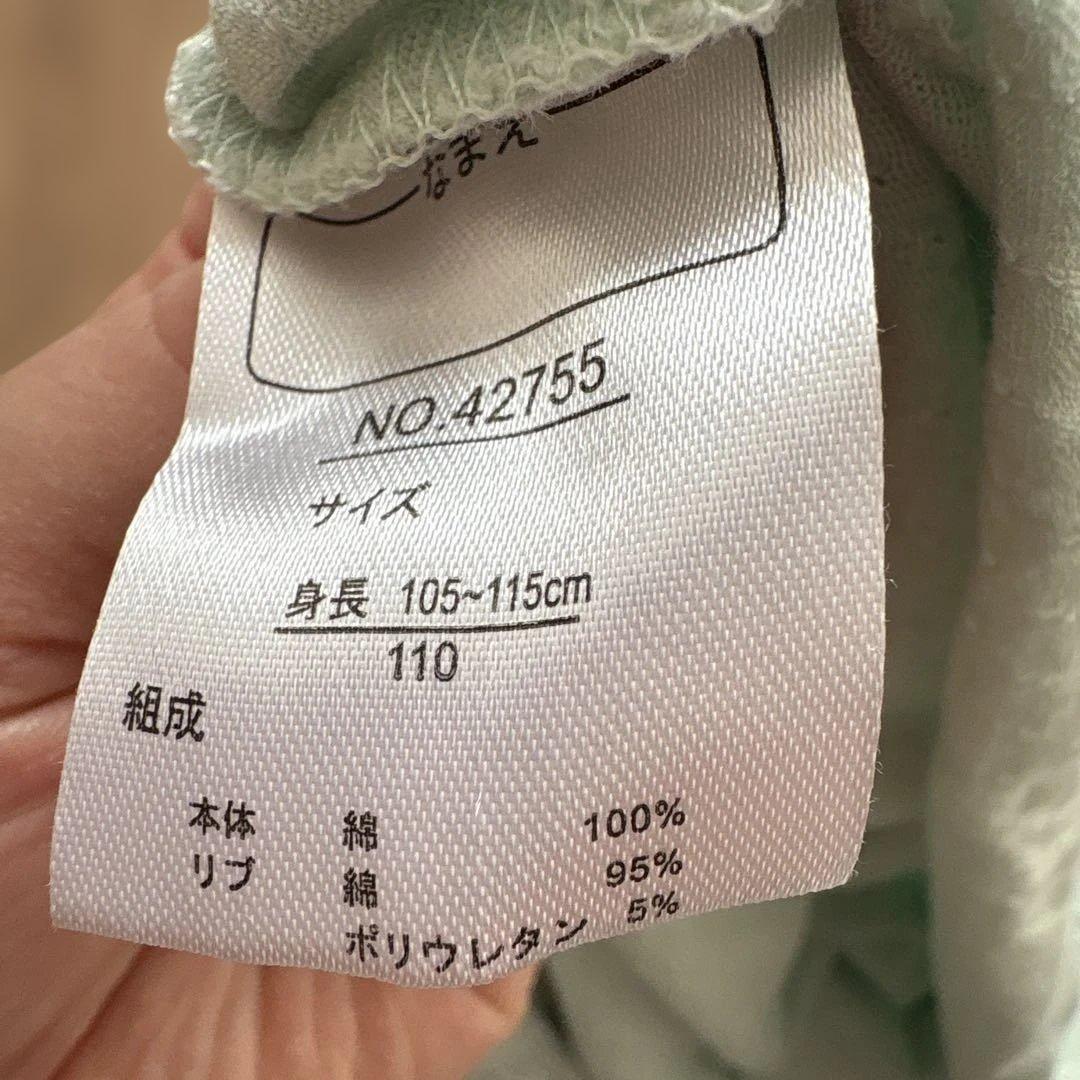 なまえ
NO.42755
サイズ
身長 105~115cm
110
組成
本体 綿 100%
リブ 綿 95%
ポリウレタン 5%